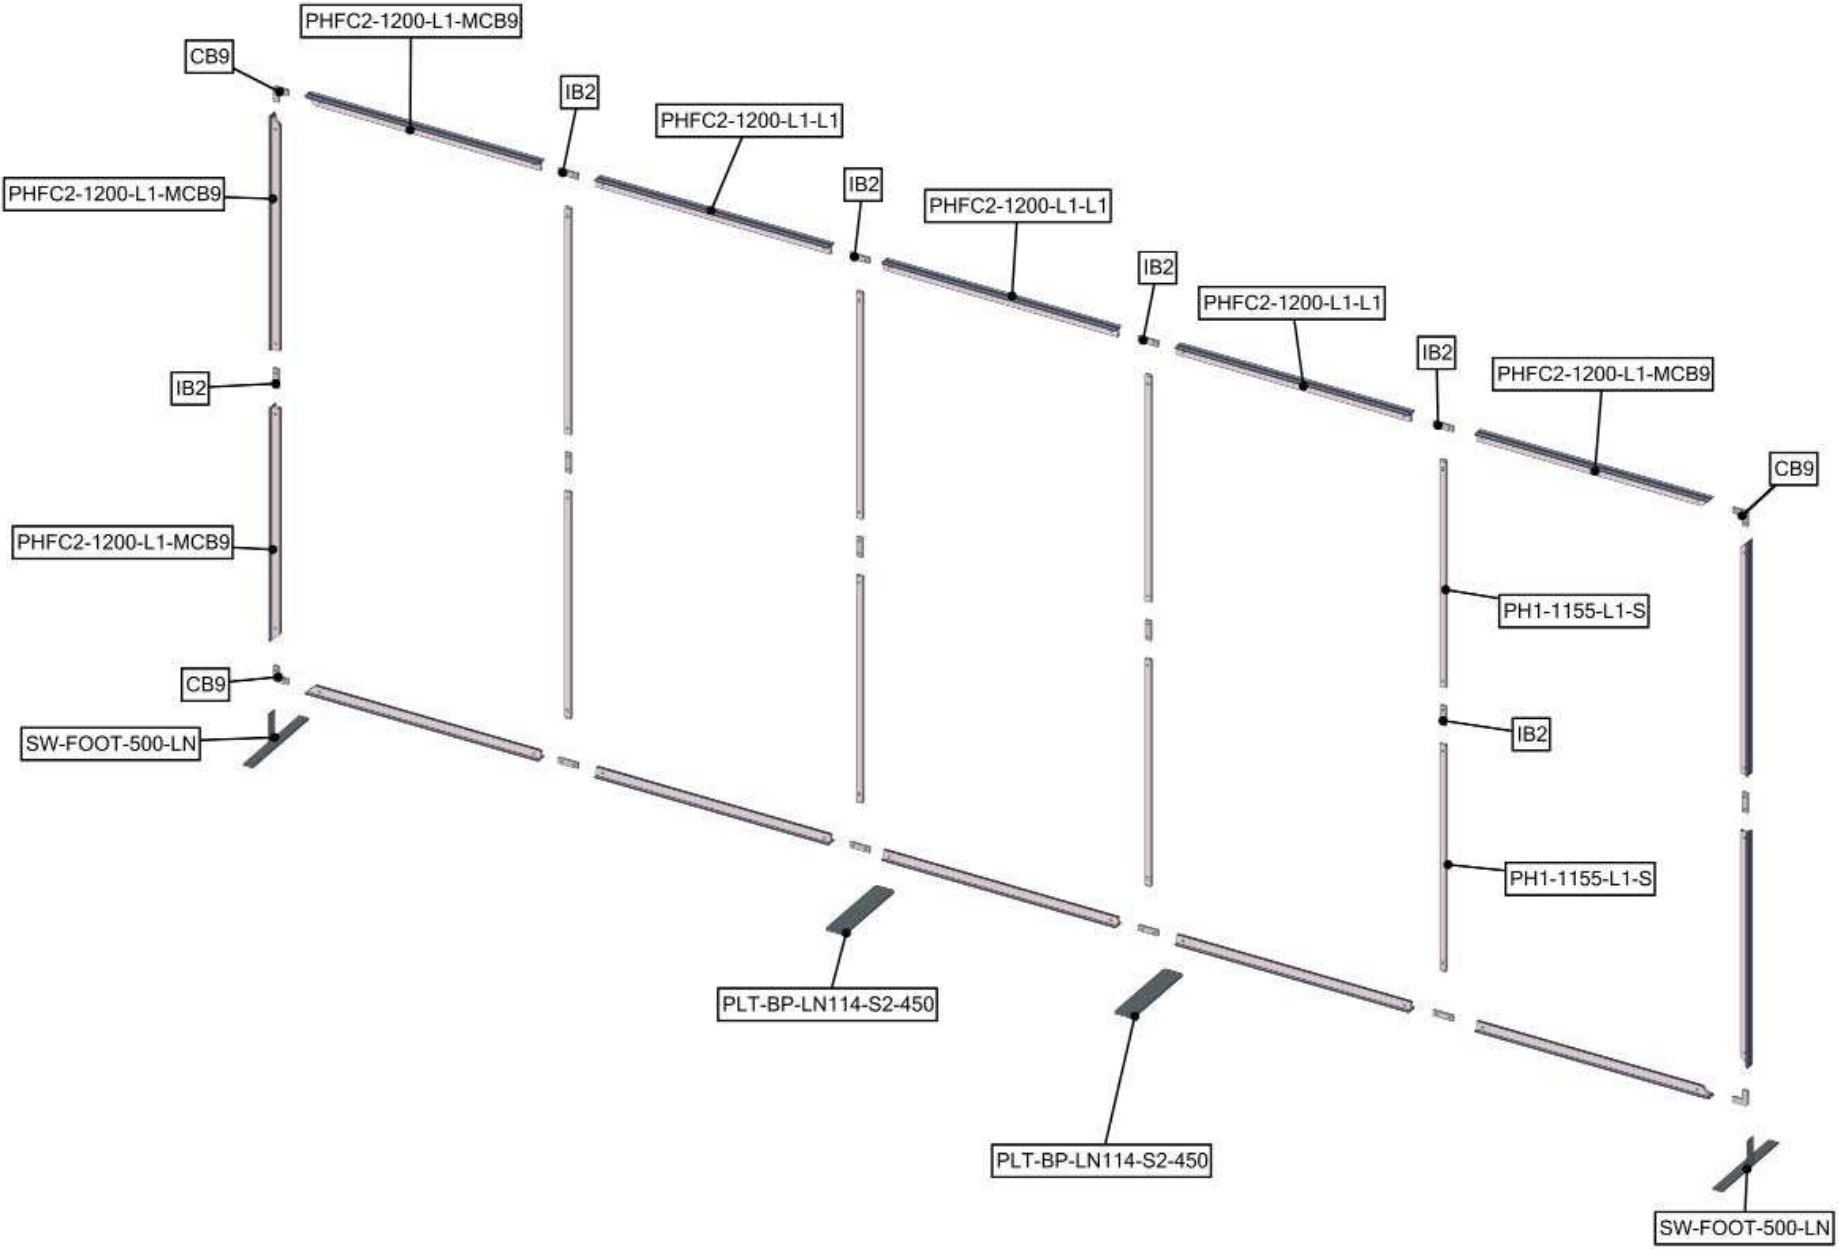 PHFC2-1200-L1-MCB9
CB9
IB2
PHFC2-1200-L1-L1
IB2
PHFC2-1200-L1-MCB9
PHFC2-1200-L1-L1
IB2
PHFC2-1200-L1-L1
IB2
PHFC2-1200-L1-MCB9
IB2
CB9
PHFC2-1200-L1-MCB9
PH1-1155-L1-S
CB9
IB2
SW-FOOT-500-LN
PH1-1155-L1-S
PLT-BP-LN114-S2-450
PLT-BP-LN114-S2-450
SW-FOOT-500-LN